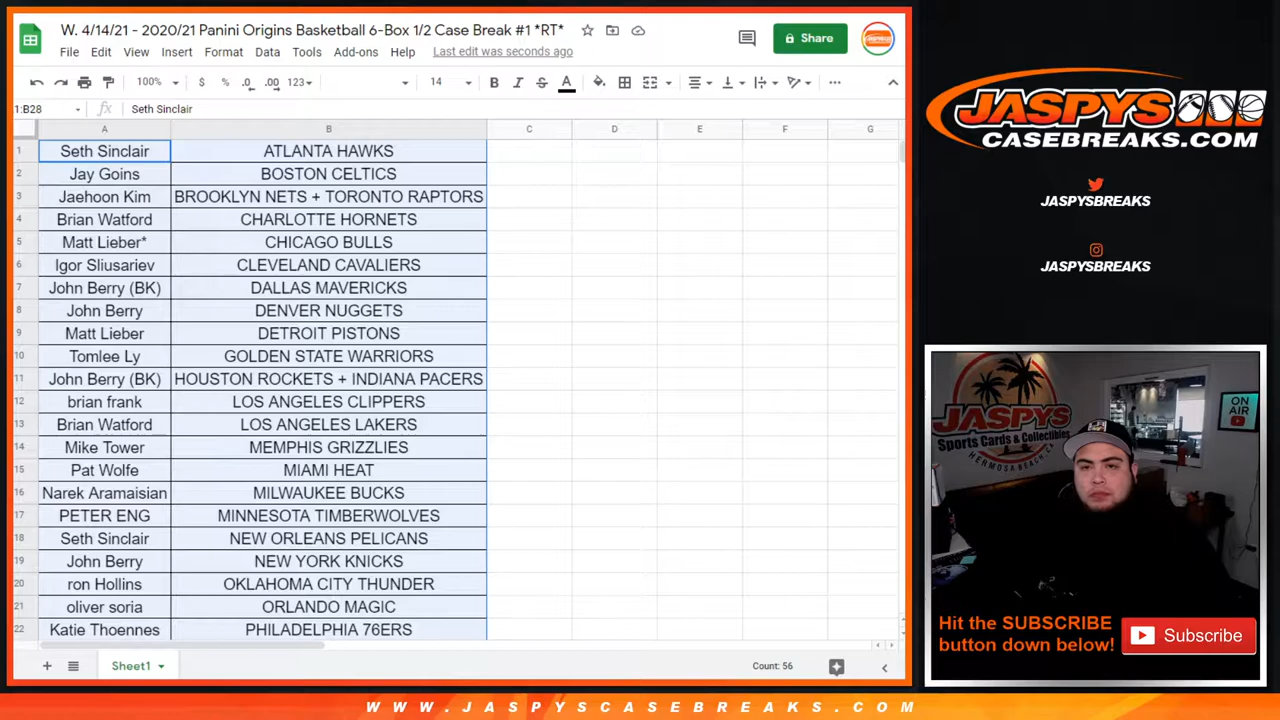 W. 4/14/21 - 2020/21 Panini Origins Basketball 6-Box 1/2 Case Break #1 *RT*
File Edit View Insert Format Data Tools Add-ons Help Last edit was seconds ago
Share
100% $ % .0 .00 123 14 B I S A
1:B28 fx Seth Sinclair
A B C D E F G
1 Seth Sinclair ATLANTA HAWKS
2 Jay Goins BOSTON CELTICS
3 Jaehoon Kim BROOKLYN NETS + TORONTO RAPTORS
4 Brian Watford CHARLOTTE HORNETS
5 Matt Lieber* CHICAGO BULLS
6 Igor Sliusariev CLEVELAND CAVALIERS
7 John Berry (BK) DALLAS MAVERICKS
8 John Berry DENVER NUGGETS
9 Matt Lieber DETROIT PISTONS
10 Tomlee Ly GOLDEN STATE WARRIORS
11 John Berry (BK) HOUSTON ROCKETS + INDIANA PACERS
12 brian frank LOS ANGELES CLIPPERS
13 Brian Watford LOS ANGELES LAKERS
14 Mike Tower MEMPHIS GRIZZLIES
15 Pat Wolfe MIAMI HEAT
16 Narek Aramaisian MILWAUKEE BUCKS
17 PETER ENG MINNESOTA TIMBERWOLVES
18 Seth Sinclair NEW ORLEANS PELICANS
19 John Berry NEW YORK KNICKS
20 ron Hollins OKLAHOMA CITY THUNDER
21 oliver soria ORLANDO MAGIC
22 Katie Thoennes PHILADELPHIA 76ERS
Sheet1
Count: 56
JASPYS
CASEBREAKS.COM
JASPYSBREAKS
JASPYSBREAKS
JASPYS
Sports Cards & Collectibles
HERMOSA BEACH, CA
ON
AIR
Hit the SUBSCRIBE
button down below!
Subscribe
WWW.JASPYSCASEBREAKS.COM